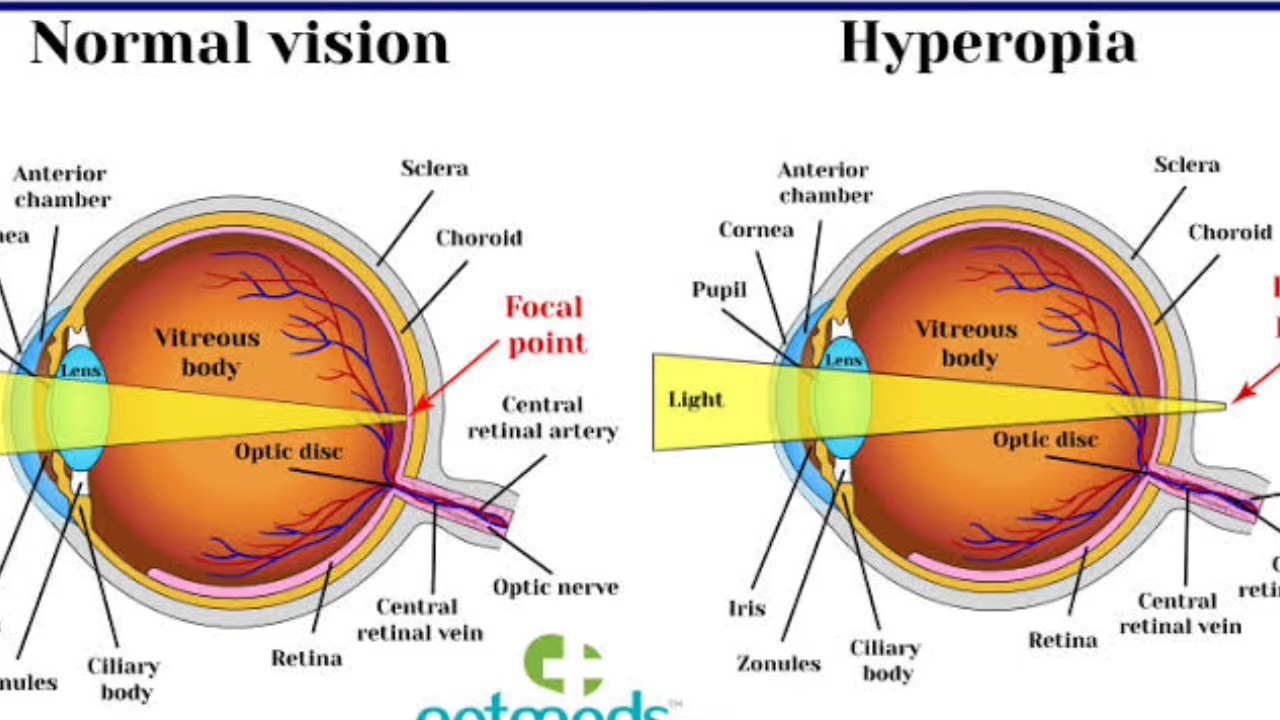 Normal vision
Hyperopia
Anterior
chamber
Sclera
Choroid
Focal
point
Vitreous
body
Lens
Central
retinal artery
Optic disc
Optic nerve
Central
retinal vein
Retina
Ciliary
body
Anterior
chamber
Cornea
Pupil
Sclera
Choroid
Vitreous
body
Lens
Light
Optic disc
Iris
Zonules
Ciliary
body
Retina
Central
retinal vein
TM